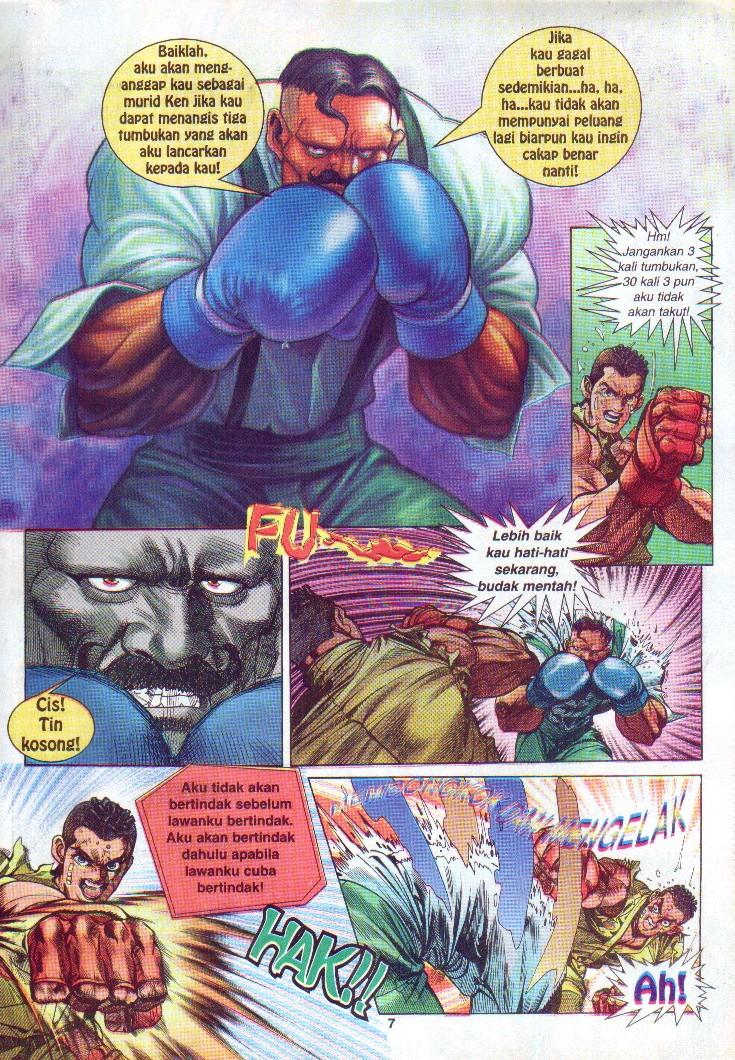 Baiklah,
aku akan meng-
anggap kau sebagai
murid Ken jika kau
dapat menangis tiga
tumbukan yang akan
aku lancarkan
kepada kau!
Jika
kau gagal
berbuat
sedemikian...ha, ha,
ha...kau tidak akan
mempunyai peluang
lagi biarpun kau ingin
cakap benar
nanti!
Hm!
Jangankan 3
kali tumbukan,
30 kali 3 pun
aku tidak
akan takut!
FU
Lebih baik
kau hati-hati
sekarang,
budak mentah!
Cis!
Tin
kosong!
Aku tidak akan
bertindak sebelum
lawanku bertindak.
Aku akan bertindak
dahulu apabila
lawanku cuba
bertindak!
MENGELAK
HAK!!
Ah!
7